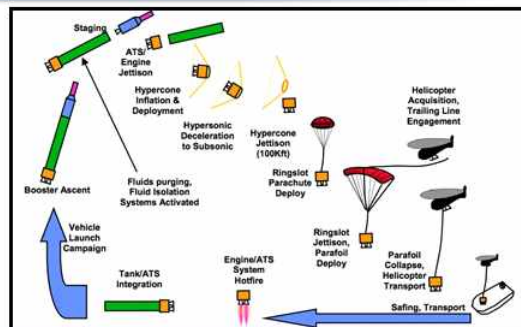 Staging
ATS/
Engine
Jettison
Hypercone
Inflation &
Deployment
Hypersonic
Deceleration
to Subsonic
Hypercone
Jettison
(100Kft)
Helicopter
Acquisition,
Trailing Line
Engagement
Booster Ascent
Fluids purging,
Fluid Isolation
Systems Activated
Ringslot
Parachute
Deploy
Ringslot
Jettison,
Parafoil
Deploy
Parafoil
Collapse,
Helicopter
Transport
Vehicle
Launch
Campaign
Tank/ATS
Integration
Engine/ATS
System
Hotfire
Safing, Transport